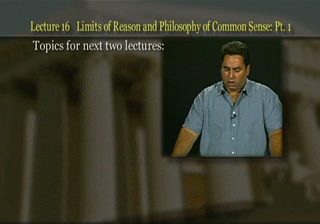 Lecture 16 Limits of Reason and Philosophy of Common Sense: Pt. 1
Topics for next two lectures: